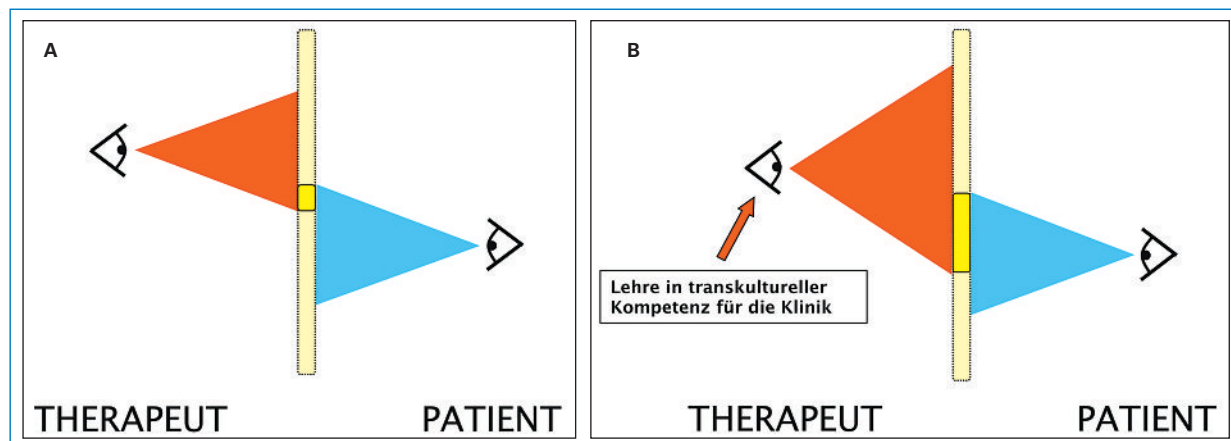 A
THERAPEUT PATIENT
B
Lehre in transkultureller
Kompetenz für die Klinik
THERAPEUT PATIENT